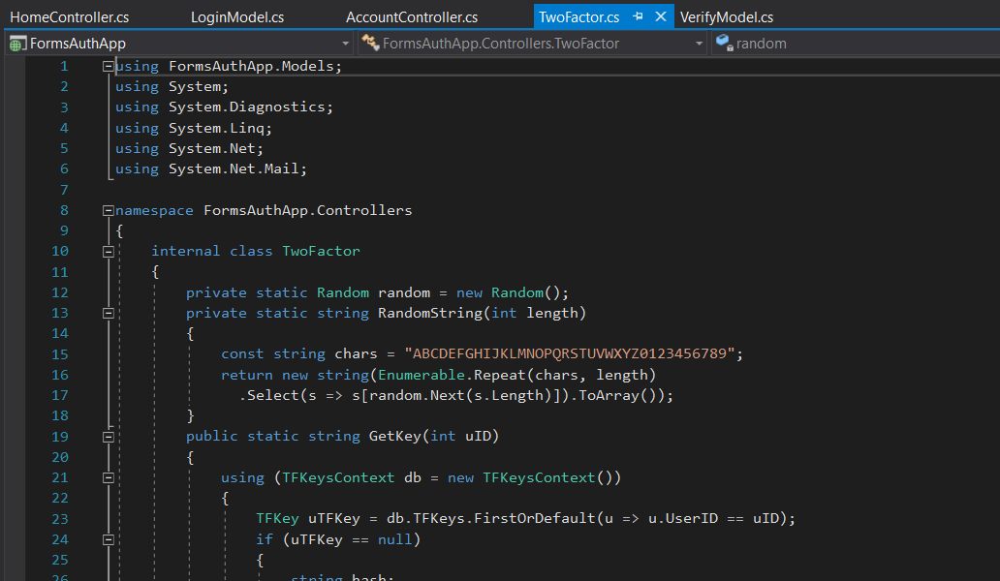 HomeController.cs LoginModel.cs AccountController.cs TwoFactor.cs VerifyModel.cs
FormsAuthApp FormsAuthApp.Controllers.TwoFactor random
1 using FormsAuthApp.Models;
2 using System;
3 using System.Diagnostics;
4 using System.Linq;
5 using System.Net;
6 using System.Net.Mail;
7
8 namespace FormsAuthApp.Controllers
9 {
10 internal class TwoFactor
11 {
12 private static Random random = new Random();
13 private static string RandomString(int length)
14 {
15 const string chars = "ABCDEFGHIJKLMNOPQRSTUVWXYZ0123456789";
16 return new string(Enumerable.Repeat(chars, length)
17 .Select(s => s[random.Next(s.Length)]).ToArray());
18 }
19 public static string GetKey(int uID)
20 {
21 using (TFKeysContext db = new TFKeysContext())
22 {
23 TFKey uTFKey = db.TFKeys.FirstOrDefault(u => u.UserID == uID);
24 if (uTFKey == null)
25 {
26 string hash;